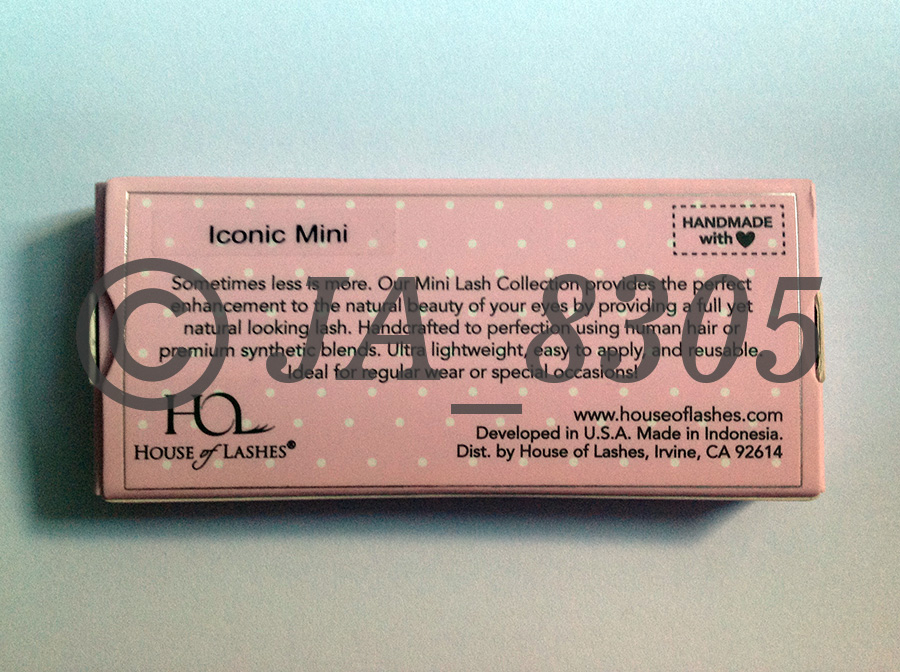 Iconic Mini
HANDMADE
with
Sometimes less is more. Our Mini Lash Collection provides the perfect
enhancement to the natural beauty of your eyes by providing a full yet
natural looking lash. Handcrafted to perfection using human hair or
premium synthetic blends. Ultra lightweight, easy to apply, and reusable.
Ideal for regular wear or special occasions!
© JA_8305
HOL
HOUSE of LASHES®
www.houseoflashes.com
Developed in U.S.A. Made in Indonesia.
Dist. by House of Lashes, Irvine, CA 92614